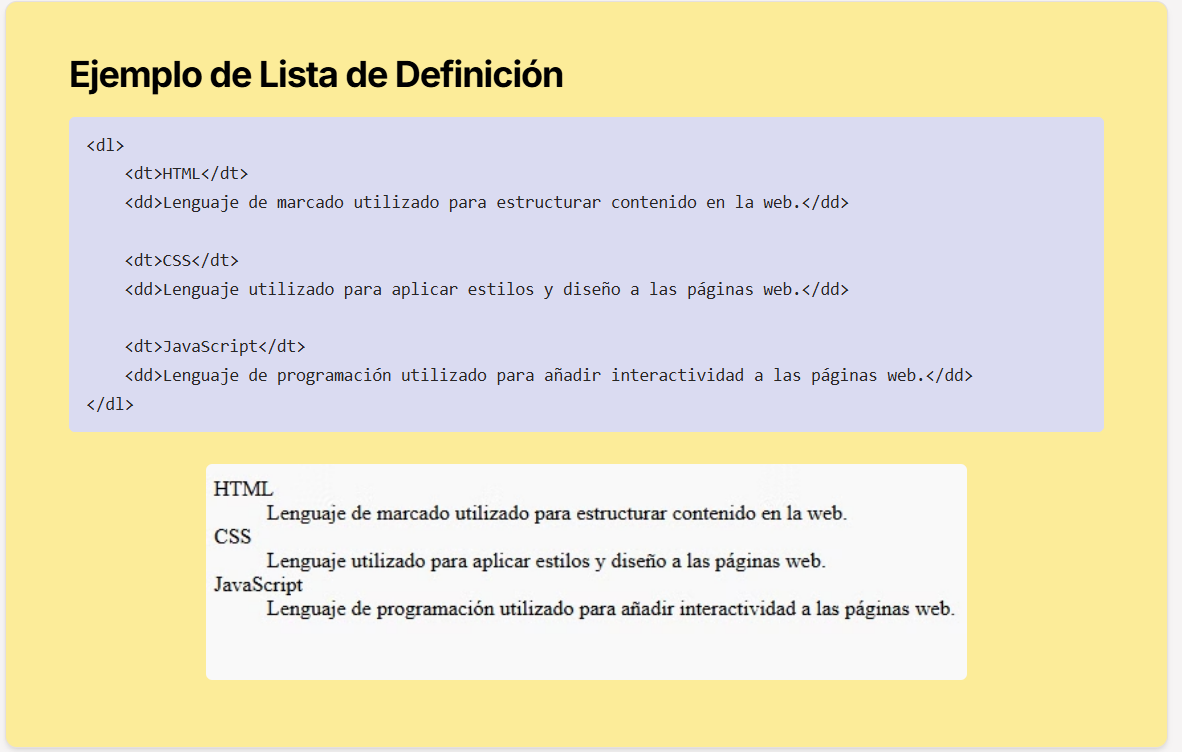 Ejemplo de Lista de Definición
<dl>
    <dt>HTML</dt>
    <dd>Lenguaje de marcado utilizado para estructurar contenido en la web.</dd>

    <dt>CSS</dt>
    <dd>Lenguaje utilizado para aplicar estilos y diseño a las páginas web.</dd>

    <dt>JavaScript</dt>
    <dd>Lenguaje de programación utilizado para añadir interactividad a las páginas web.</dd>
</dl>
HTML
Lenguaje de marcado utilizado para estructurar contenido en la web.
CSS
Lenguaje utilizado para aplicar estilos y diseño a las páginas web.
JavaScript
Lenguaje de programación utilizado para añadir interactividad a las páginas web.